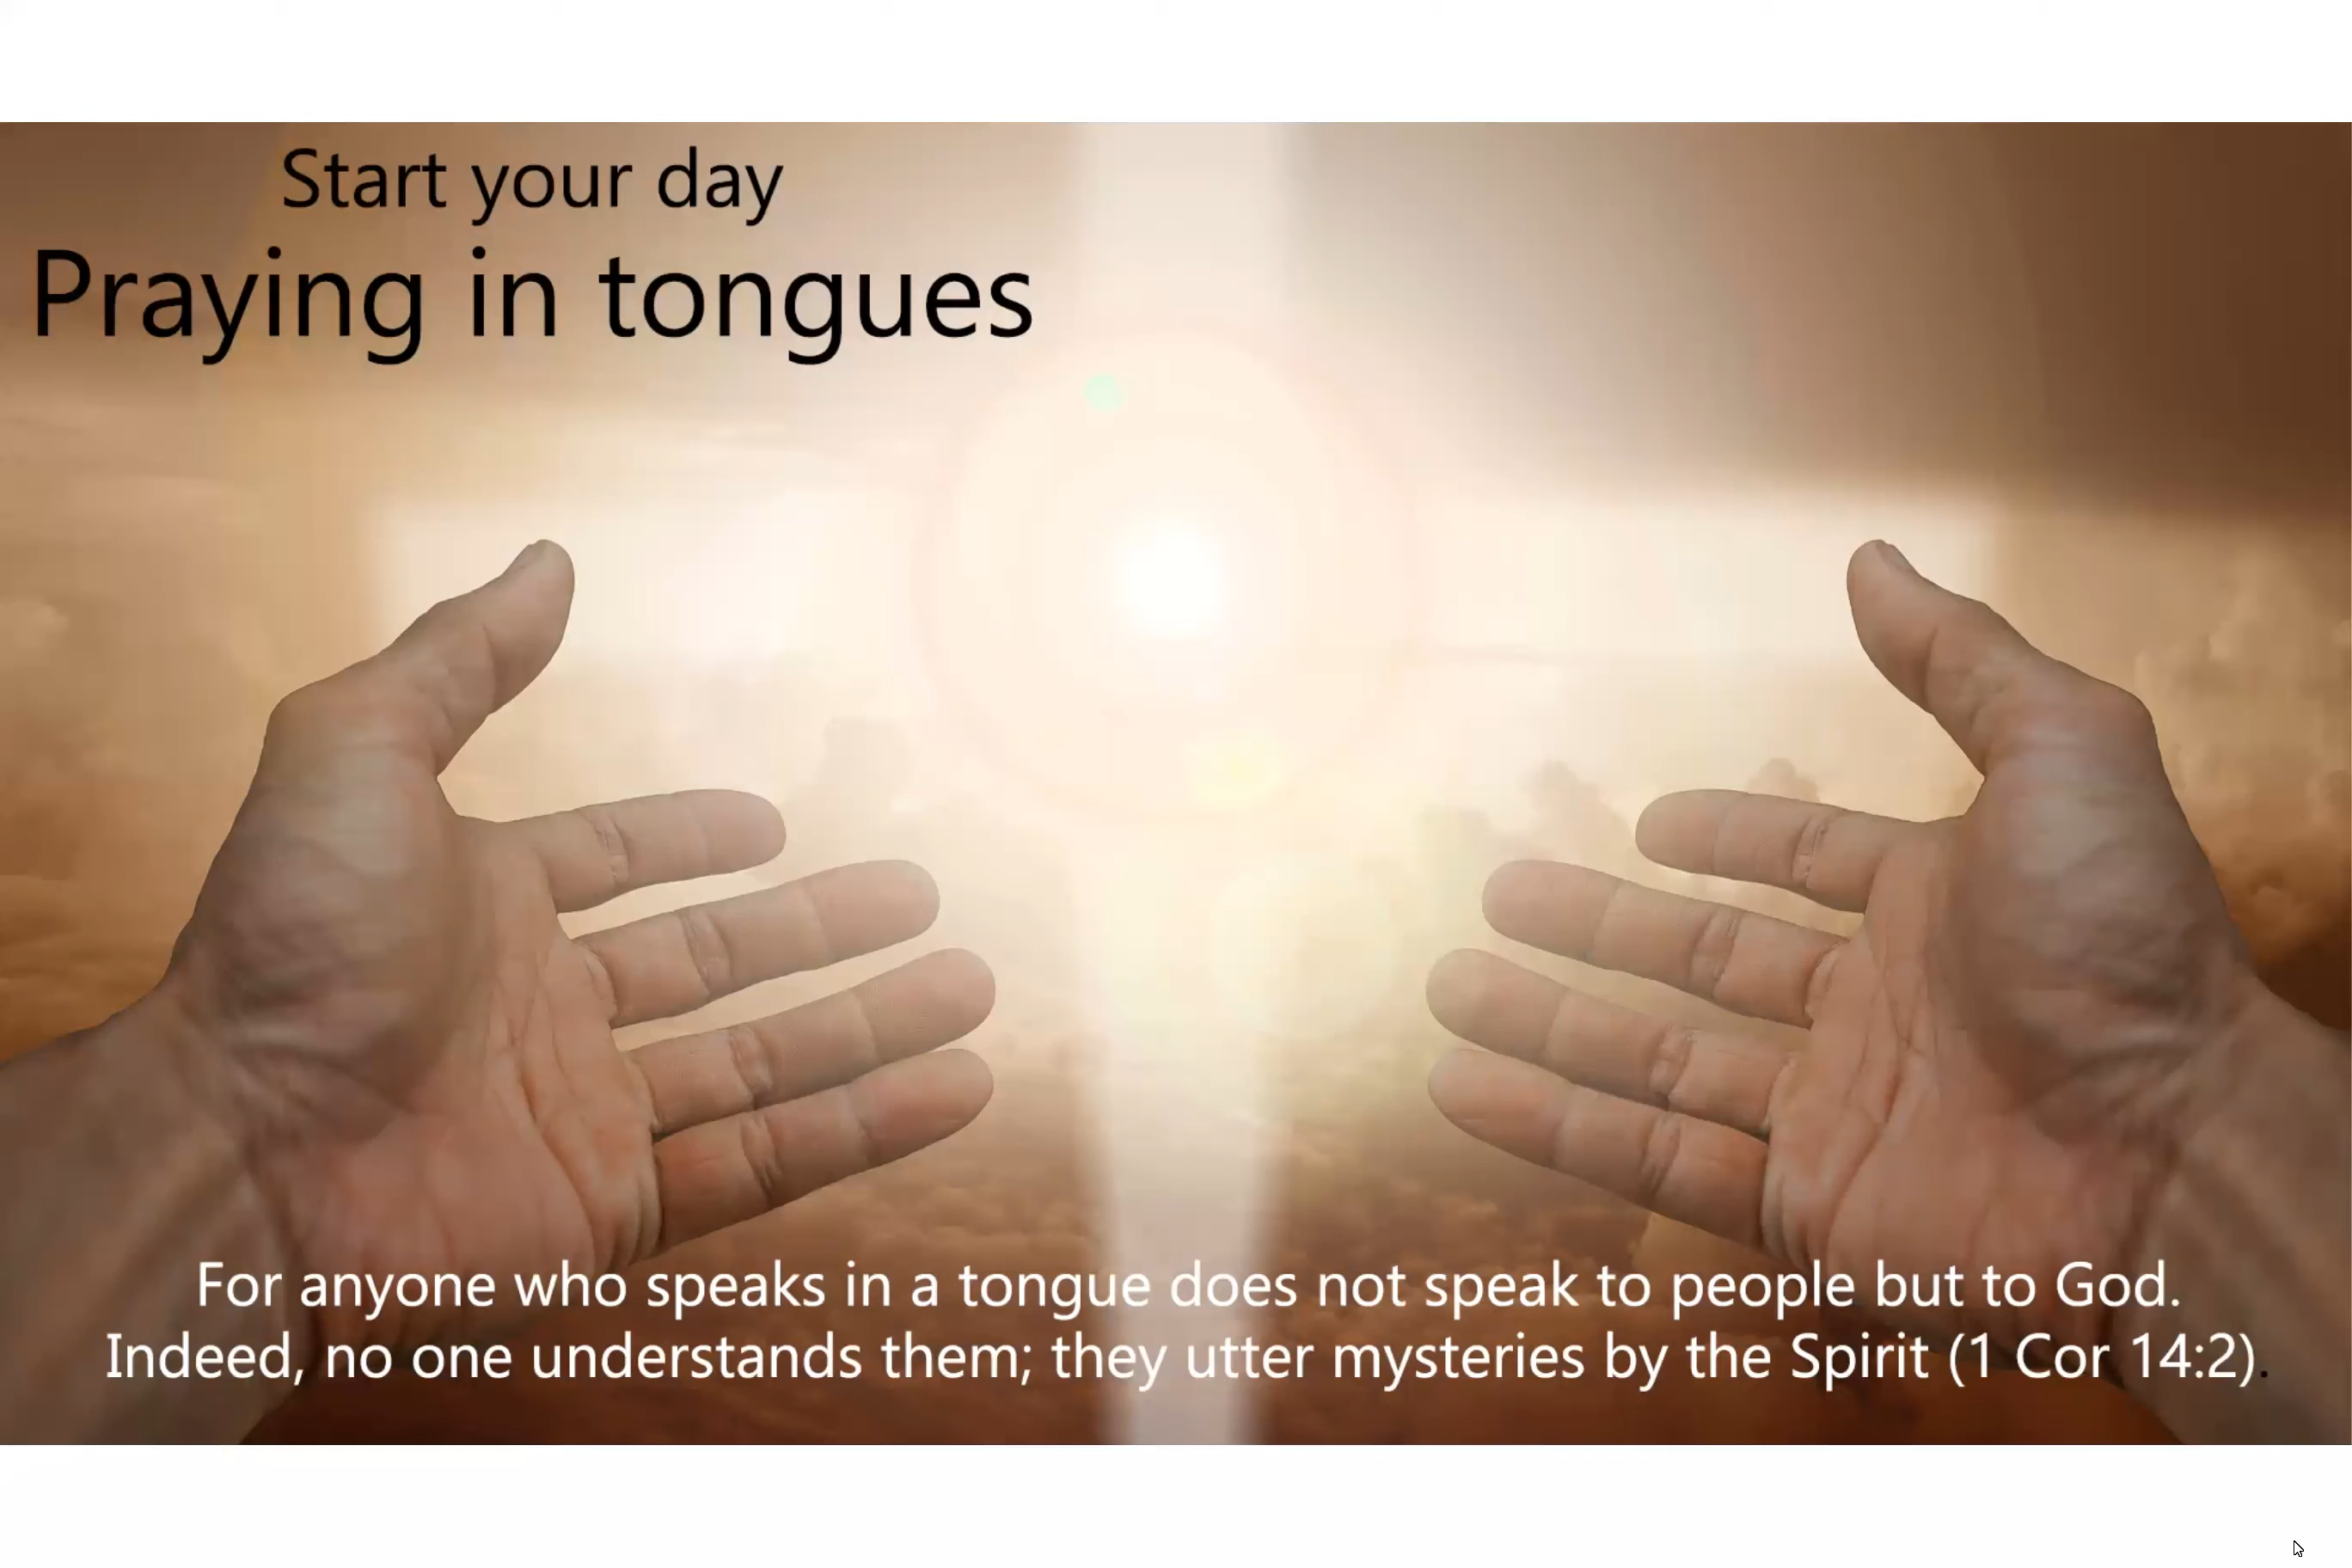 Start your day
Praying in tongues
For anyone who speaks in a tongue does not speak to people but to God.
Indeed, no one understands them; they utter mysteries by the Spirit (1 Cor 14:2).